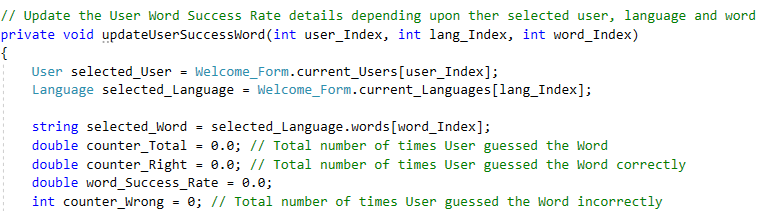 // Update the User Word Success Rate details depending upon ther selected user, language and word
private void updateUserSuccessWord(int user_Index, int lang_Index, int word_Index)
{
User selected_User = Welcome_Form.current_Users[user_Index];
Language selected_Language = Welcome_Form.current_Languages[lang_Index];
string selected_Word = selected_Language.words[word_Index];
double counter_Total = 0.0; // Total number of times User guessed the Word
double counter_Right = 0.0; // Total number of times User guessed the Word correctly
double word_Success_Rate = 0.0;
int counter_Wrong = 0; // Total number of times User guessed the Word incorrectly